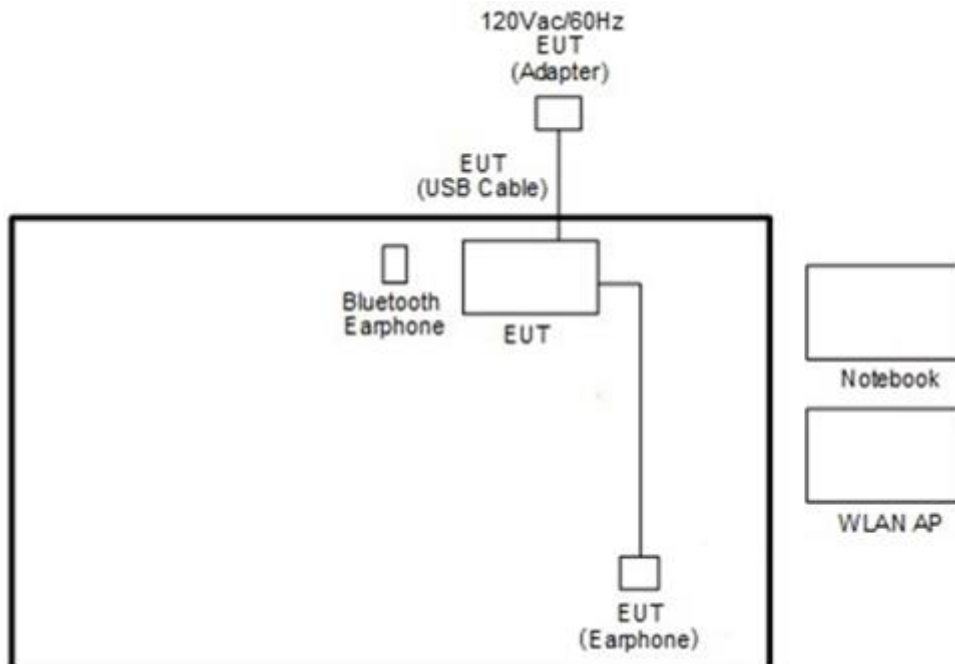 120Vac/60Hz
EUT
(Adapter)
EUT
(USB Cable)
Bluetooth
Earphone
EUT
Notebook
WLAN AP
EUT
(Earphone)